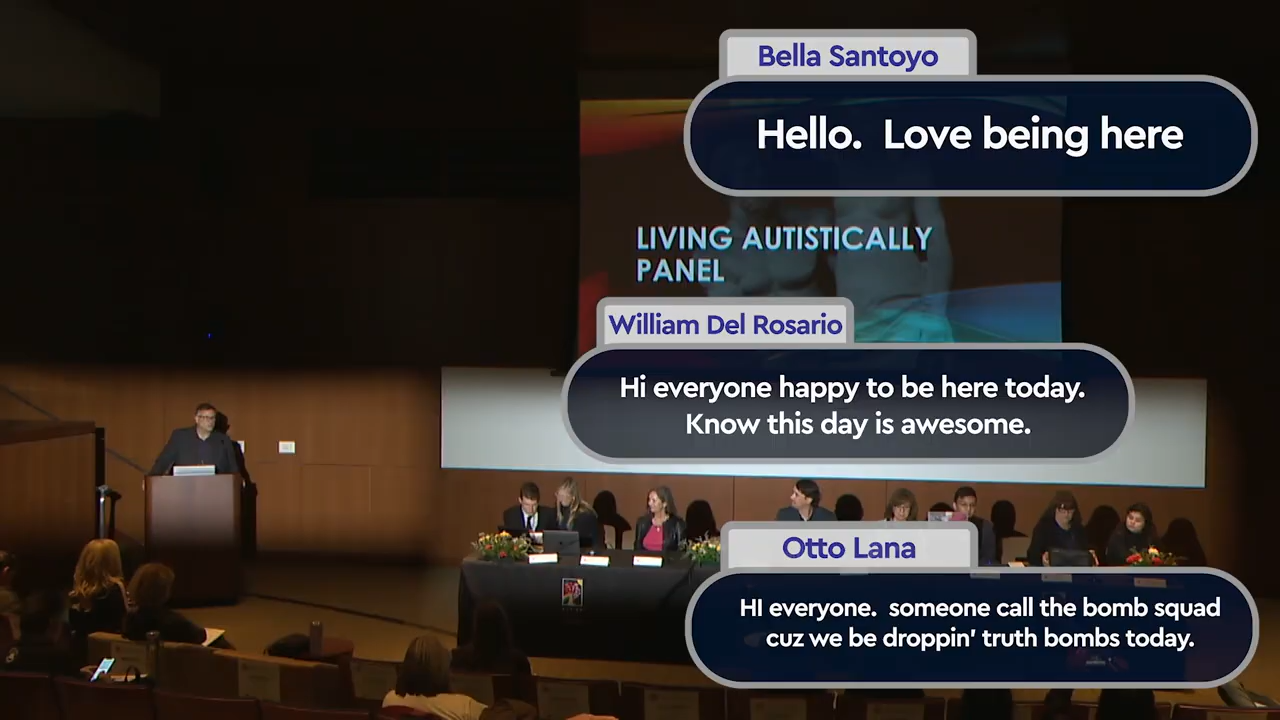 Bella Santoyo
Hello.  Love being here
LIVING AUTISTICALLY
PANEL
William Del Rosario
Hi everyone happy to be here today.
Know this day is awesome.
Otto Lana
HI everyone.  someone call the bomb squad
cuz we be droppin' truth bombs today.